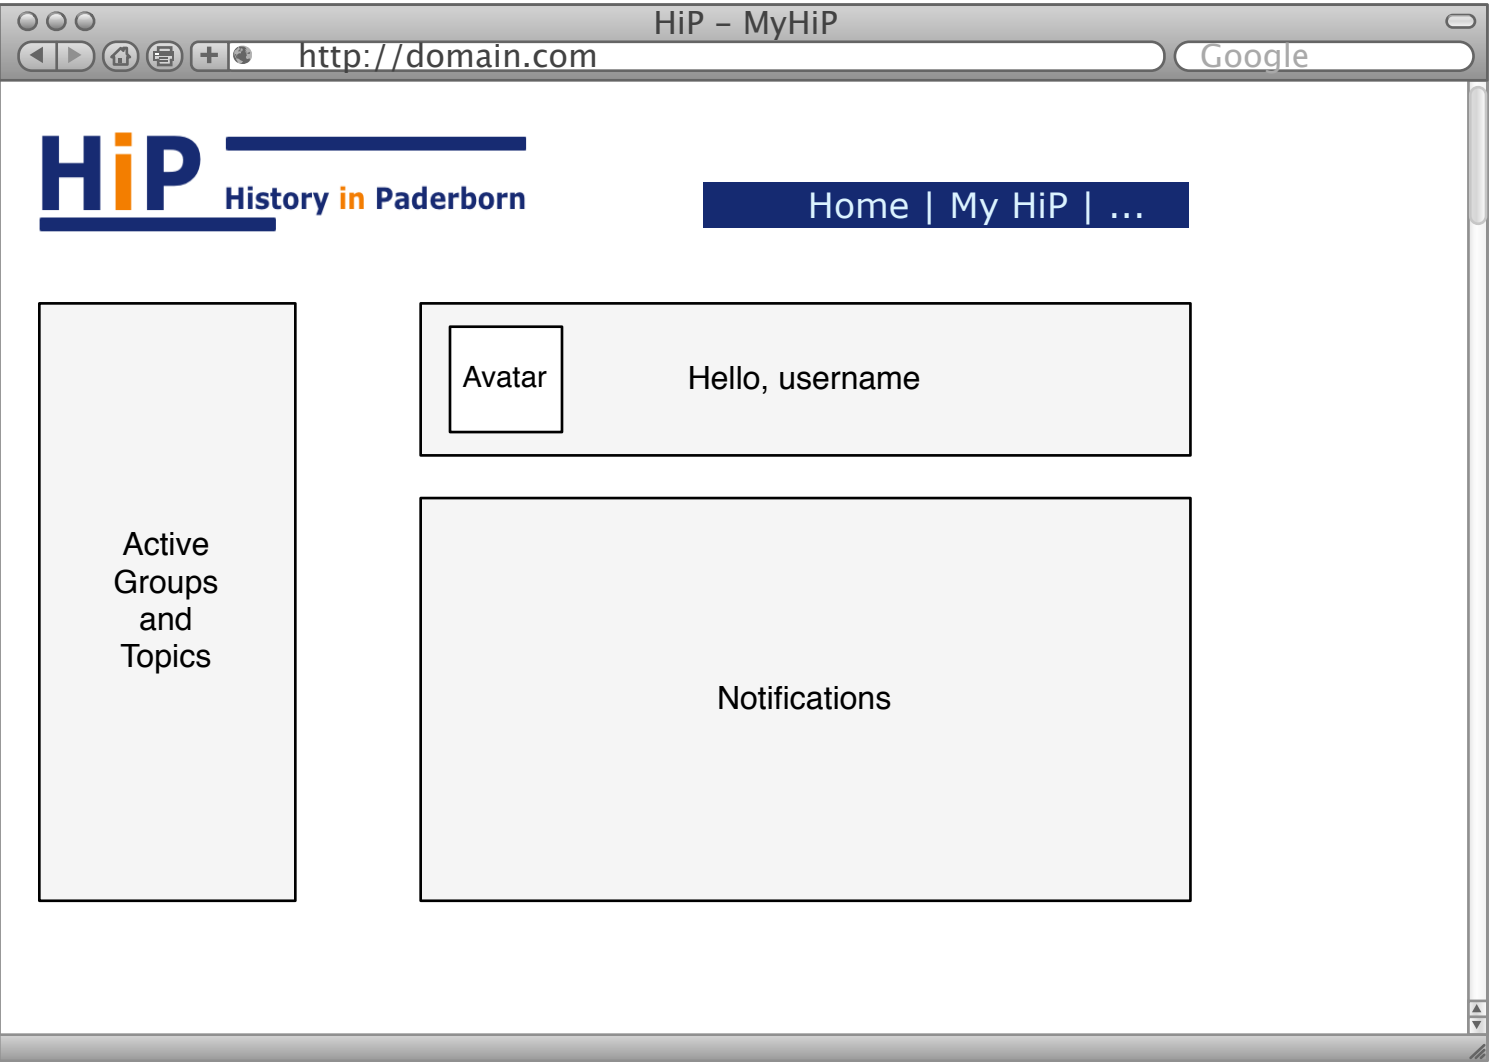 HiP – MyHiP
http://domain.com
Google
HiP
History in Paderborn
Home | My HiP | ...
Avatar
Hello, username
Active
Groups
and
Topics
Notifications